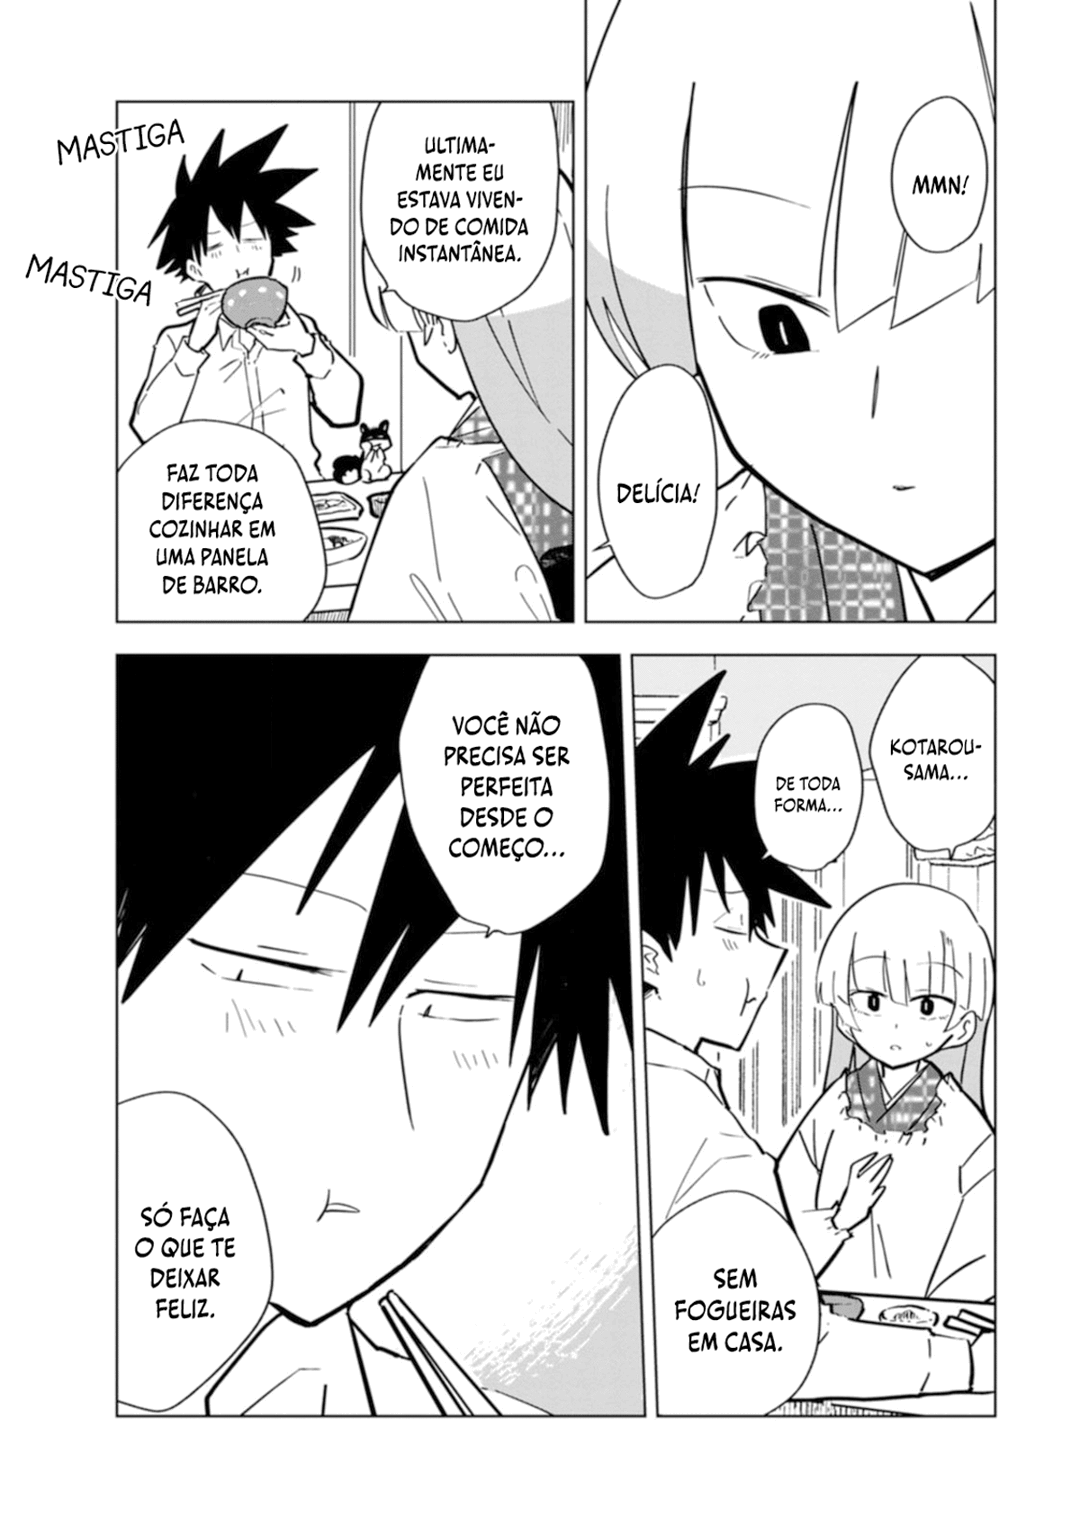 MMN!
DELÍCIA!
ULTIMA-
MENTE EU
ESTAVA VIVEN-
DO DE COMIDA
INSTANTÂNEA.
MASTIGA
MASTIGA
FAZ TODA
DIFERENÇA
COZINHAR EM
UMA PANELA
DE BARRO.
KOTAROU-
SAMA...
DE TODA
FORMA...
SEM
FOGUEIRAS
EM CASA.
VOCÊ NÃO
PRECISA SER
PERFEITA
DESDE O
COMEÇO...
SÓ FAÇA
O QUE TE
DEIXAR
FELIZ.